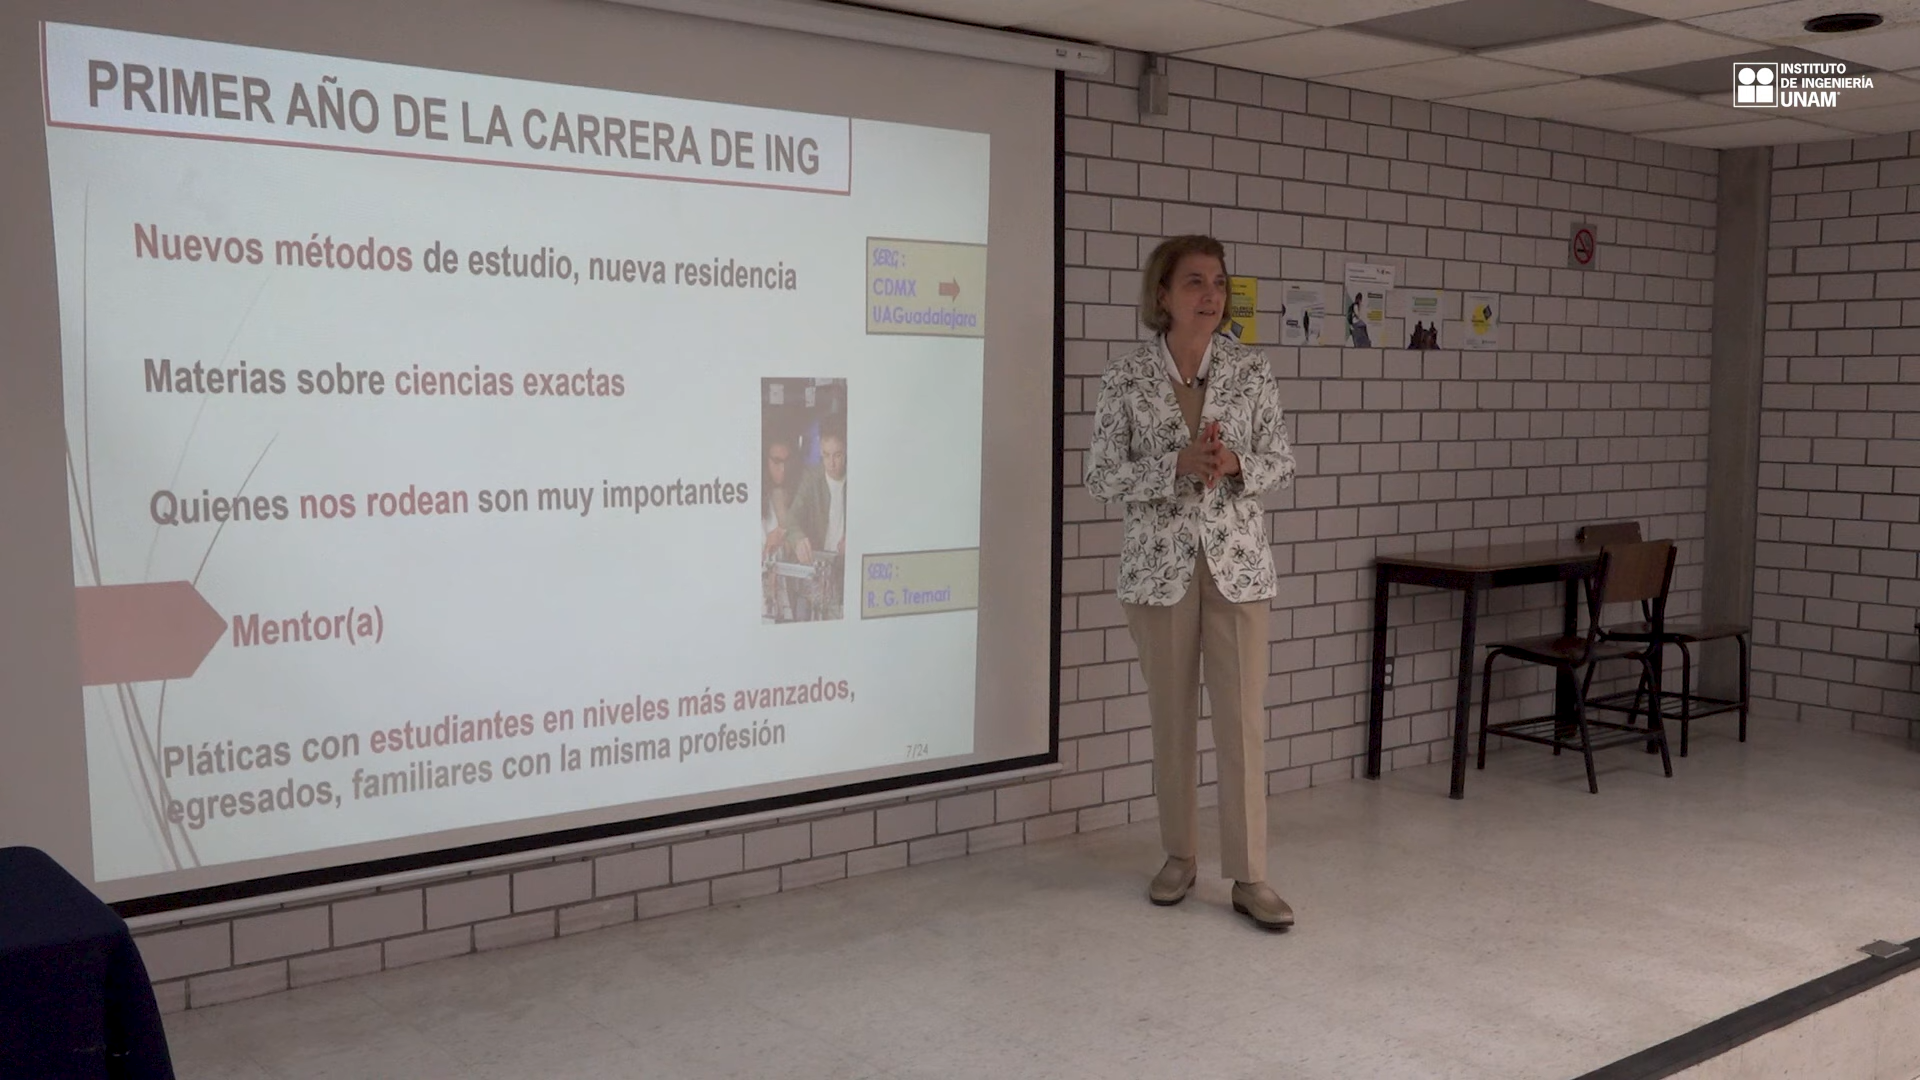 PRIMER AÑO DE LA CARRERA DE ING
Nuevos métodos de estudio, nueva residencia
SERG :
CDMX
UAGuadalajara
Materias sobre ciencias exactas
Quienes nos rodean son muy importantes
SERG :
R. G. Tremari
Mentor(a)
Pláticas con estudiantes en niveles más avanzados,
egresados, familiares con la misma profesión
7/24
INSTITUTO
DE INGENIERÍA
UNAM